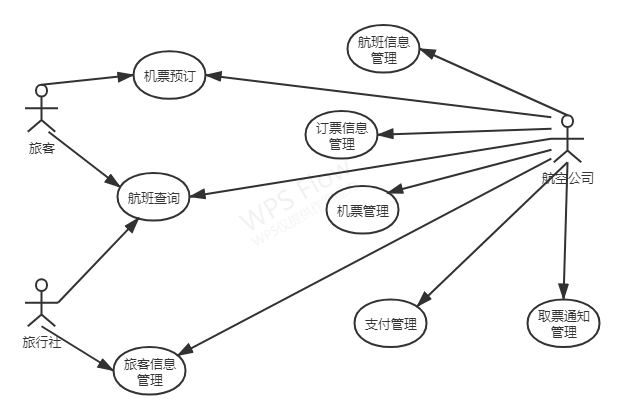 航班信息
管理
机票预订
订票信息
管理
旅客
航空公司
航班查询
机票管理
WPS Flow
支付管理
取票通知
管理
旅行社
旅客信息
管理